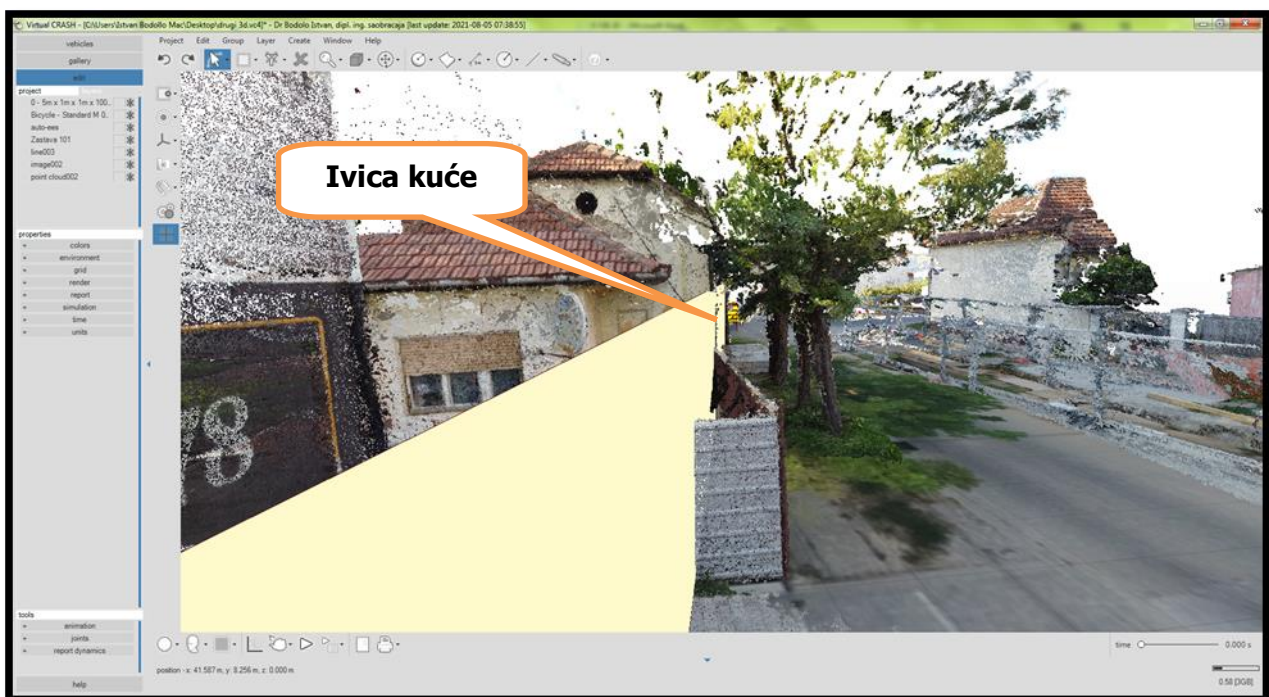 Virtual CRASH - [C:\Users\Istvan Bodollo Mac\Desktop\drugi 3d.vc4]* - Dr Bodolo Istvan, dipl. ing. saobracaja [last update: 2021-08-05 07:38:55]
vehicles
gallery
edit
Project Edit Group Layer Create Window Help
project
0 - 5m x 1m x 1m x 100..
Bicycle - Standard M 0..
auto-ees
Zastava 101
line003
image002
point cloud002
properties
colors
environment
grid
render
report
simulation
time
units
Ivica kuće
78
tools
animation
joints
report dynamics
help
time 0.000 s
position - x: 41.587 m, y: 8.256 m, z: 0.000 m
0.58 [3GB]